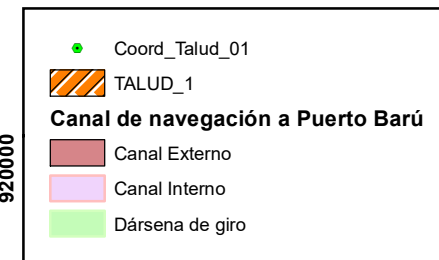 Coord_Talud_01
TALUD_1
Canal de navegación a Puerto Barú
Canal Externo
Canal Interno
Dársena de giro
920000